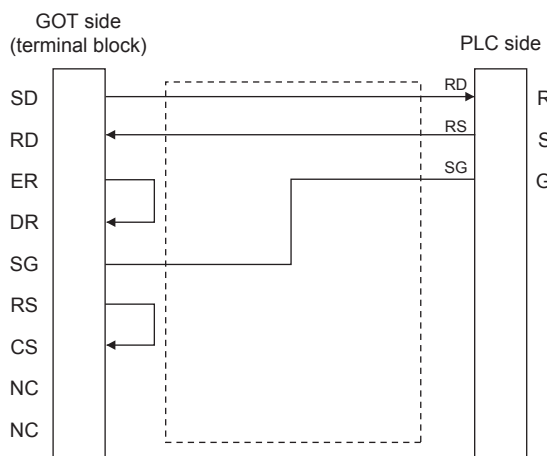 GOT side
(terminal block)
PLC side
SD
RD
R
RD
RS
S
ER
SG
G
DR
SG
RS
CS
NC
NC